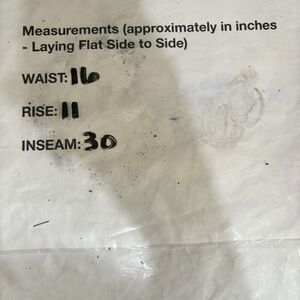 Measurements (approximately in inches
- Laying Flat Side to Side)
WAIST: 16
RISE: 11
INSEAM: 30